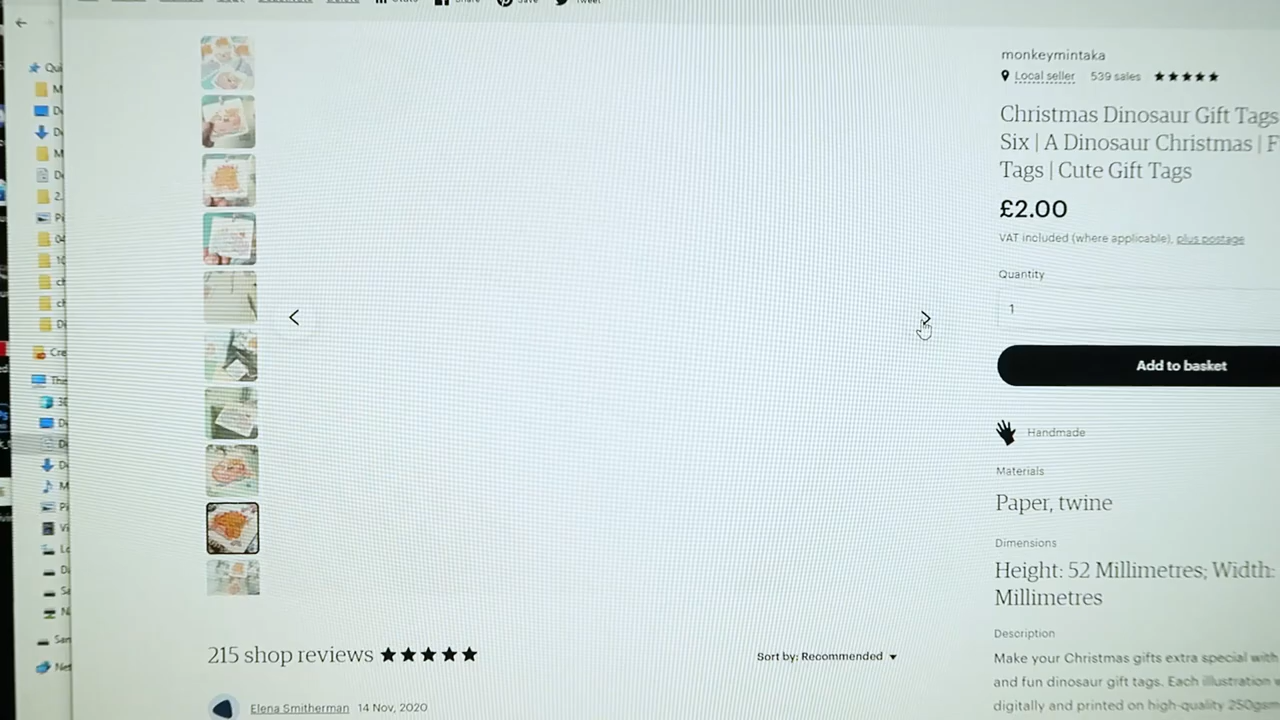 monkeymintaka
Local seller 539 sales
Christmas Dinosaur Gift Tags
Six | A Dinosaur Christmas | F
Tags | Cute Gift Tags
£2.00
VAT included (where applicable), plus postage
Quantity
1
Add to basket
Handmade
Materials
Paper, twine
Dimensions
Height: 52 Millimetres; Width:
Millimetres
Description
Make your Christmas gifts extra special with
and fun dinosaur gift tags. Each illustration w
digitally and printed on high-quality 250gsm
215 shop reviews
Sort by: Recommended
Elena Smitherman 14 Nov, 2020